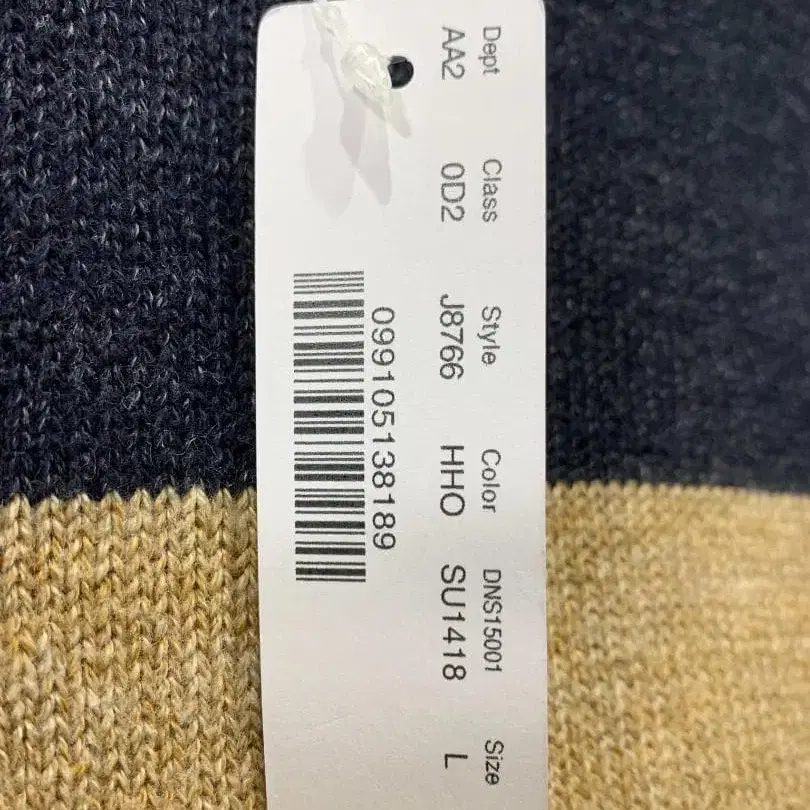 Dept Class Style Color DNS15001 Size
AA2 0D2 J8766 HHO SU1418 L
099105138189